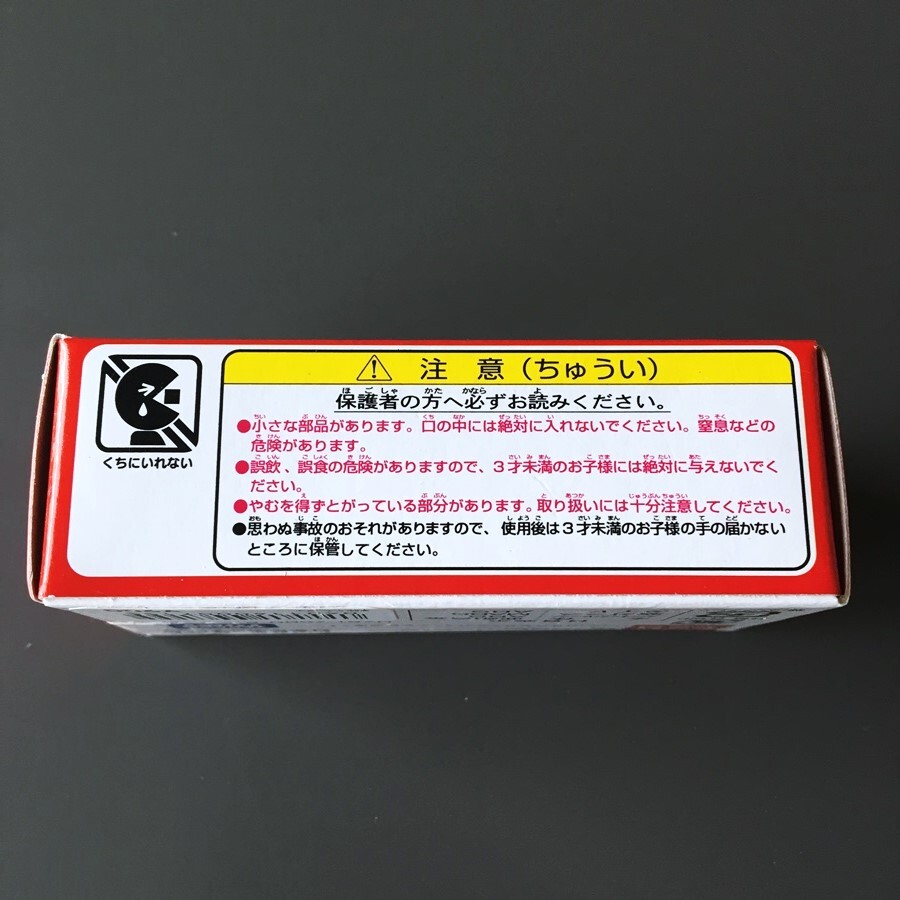 くちにいれない
⚠ 注意（ちゅうい）
保護者の方へ必ずお読みください。
●小さな部品があります。口の中には絶対に入れないでください。窒息などの
危険があります。
●誤飲、誤食の危険がありますので、3才未満のお子様には絶対に与えないでく
ださい。
●やむを得ずとがっている部分があります。取り扱いには十分注意してください。
●思わぬ事故のおそれがありますので、使用後は3才未満のお子様の手の届かない
ところに保管してください。